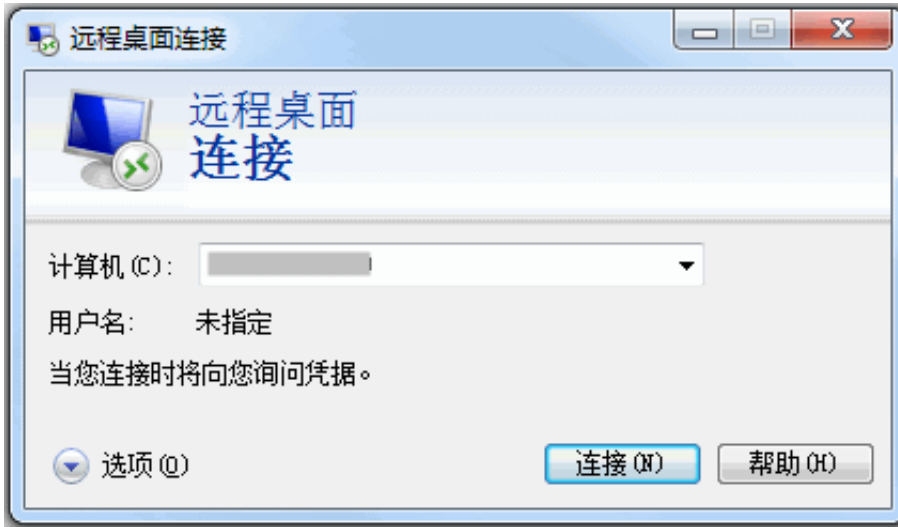 远程桌面连接
远程桌面
连接
计算机(C):
用户名: 未指定
当您连接时将向您询问凭据。
选项(O) 连接(N) 帮助(H)